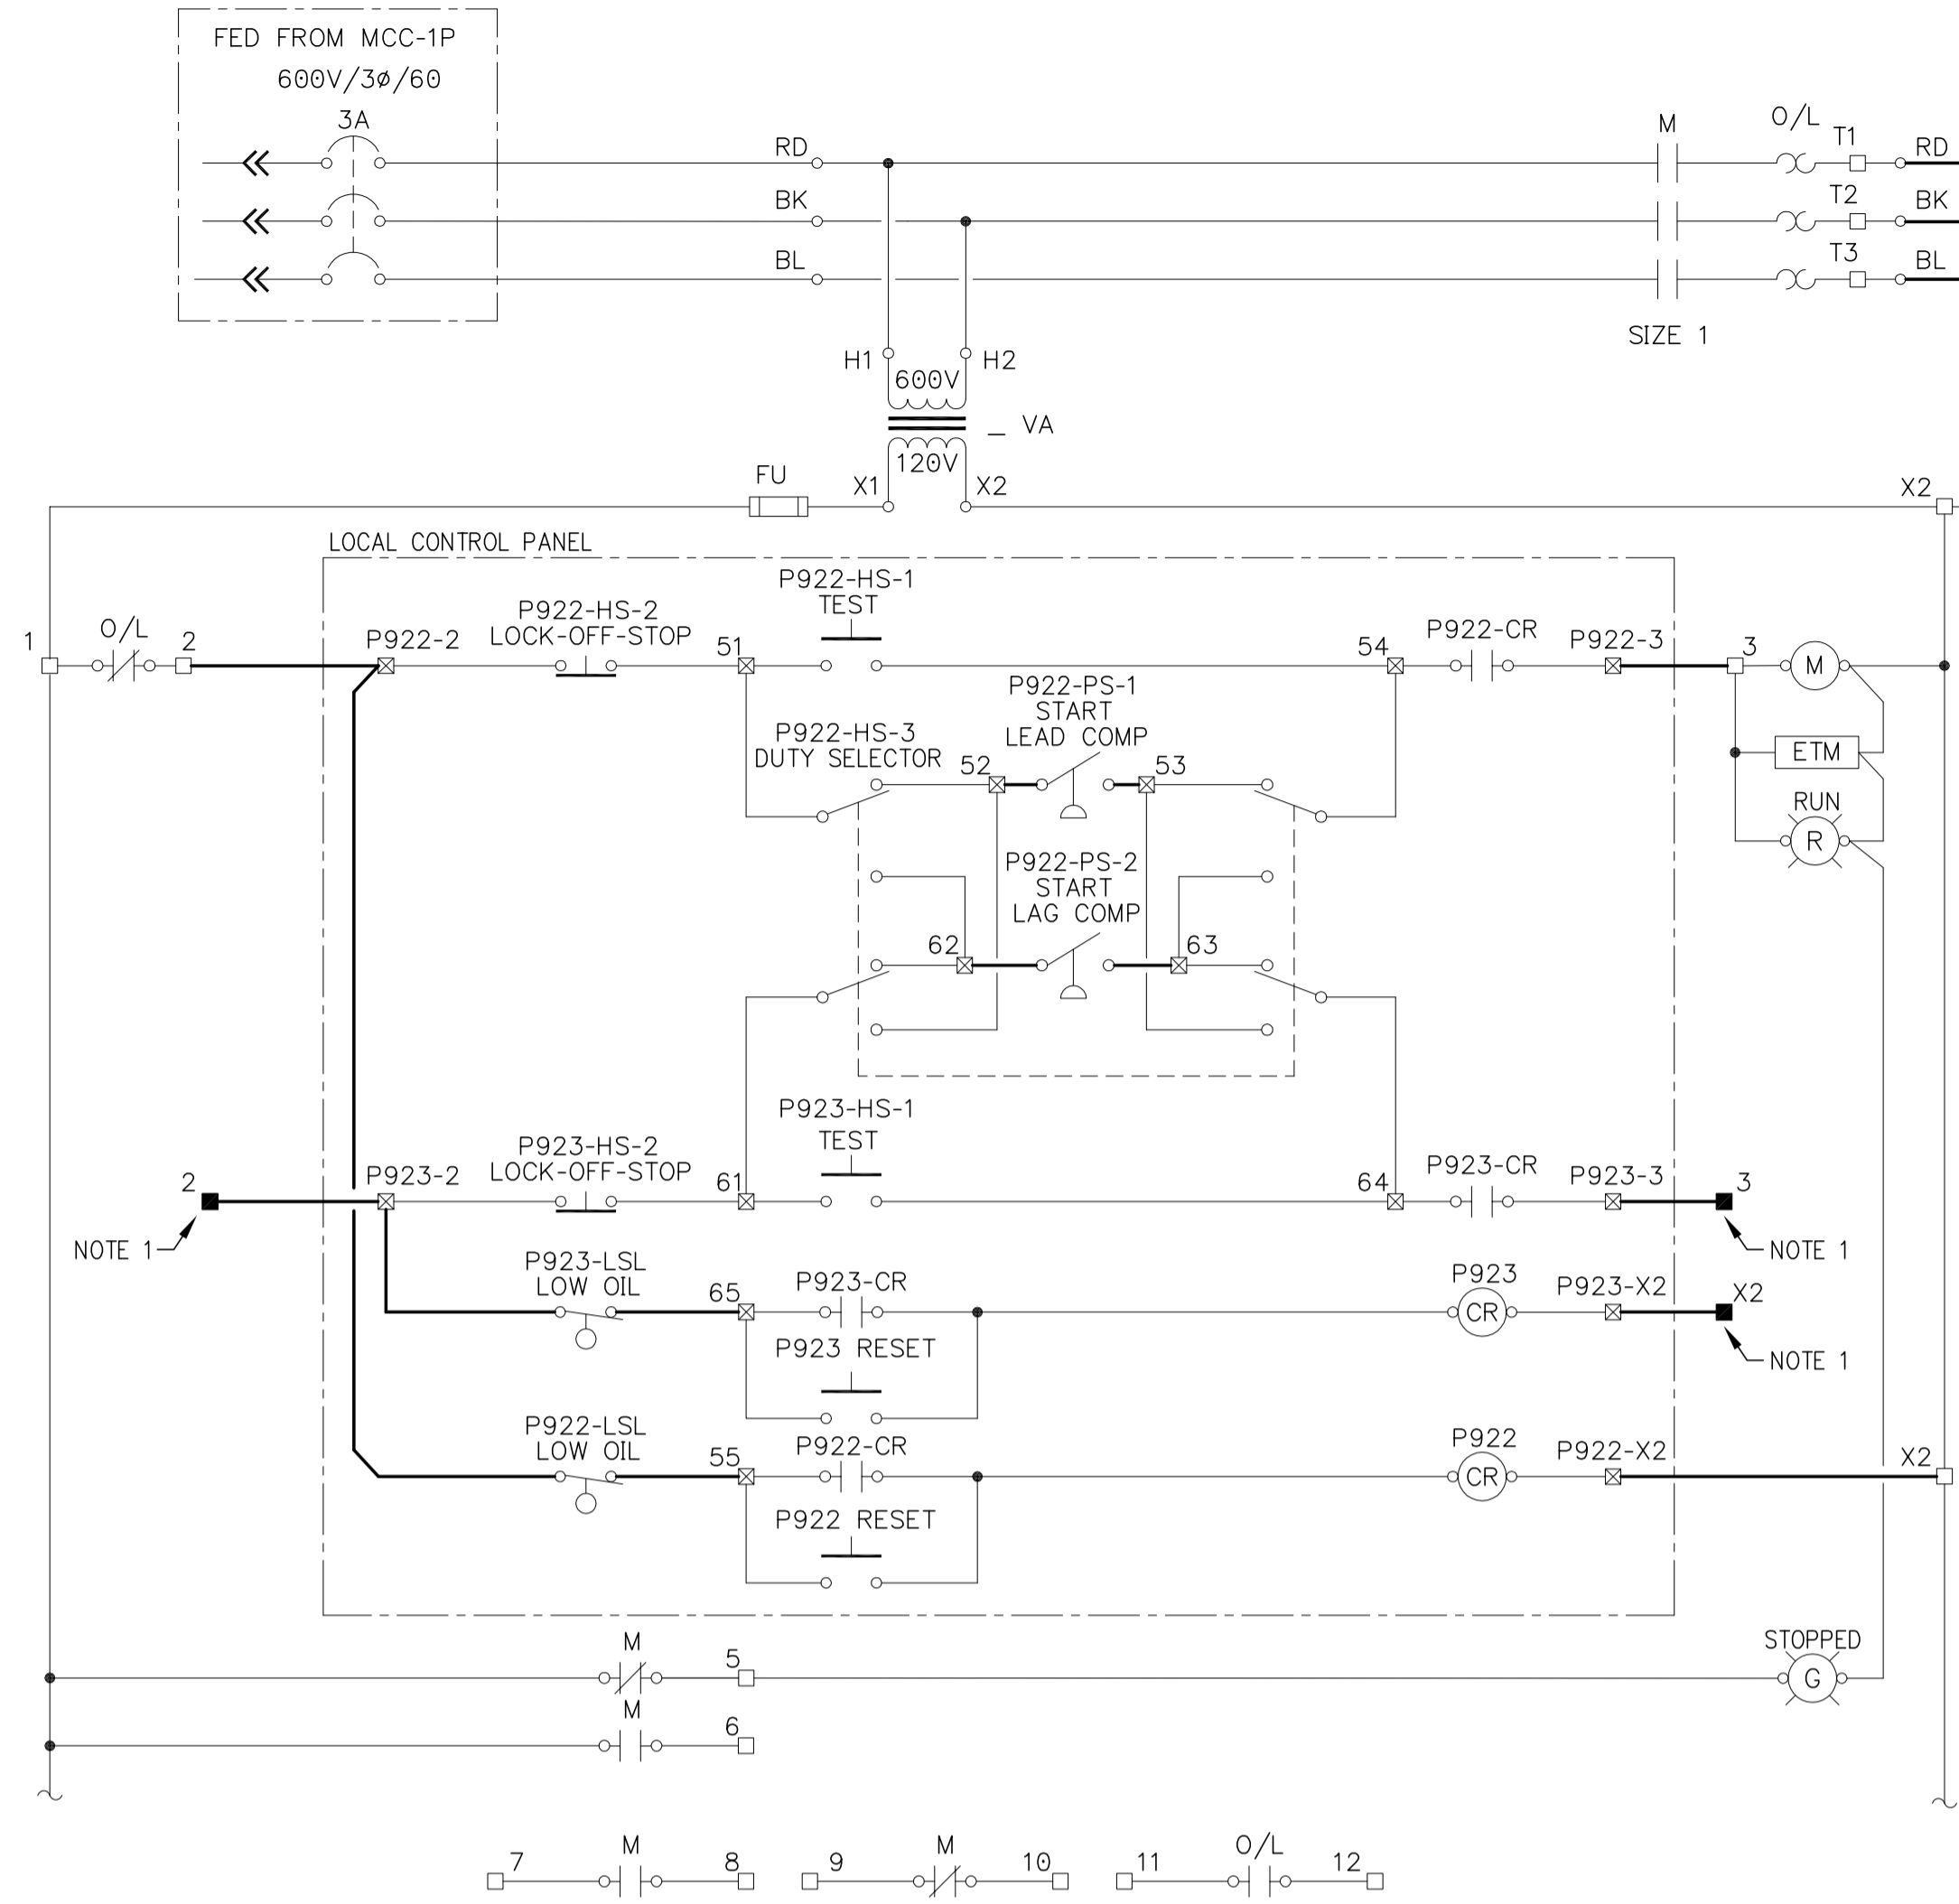 FED FROM MCC-1P
600V/3ø/60
3A
RD
BK
BL
M
O/L
T1
T2
T3
RD
BK
BL
SIZE 1
H1
H2
600V
_ VA
120V
FU
X1
X2
X2
LOCAL CONTROL PANEL
1
O/L
2
P922-2
P922-HS-2
LOCK-OFF-STOP
51
P922-HS-1
TEST
54
P922-CR
P922-3
3
M
P922-HS-3
DUTY SELECTOR
52
P922-PS-1
START
LEAD COMP
53
ETM
RUN
R
P922-PS-2
START
LAG COMP
62
63
2
NOTE 1
P923-2
P923-HS-2
LOCK-OFF-STOP
61
P923-HS-1
TEST
64
P923-CR
P923-3
3
NOTE 1
P923-LSL
LOW OIL
65
P923-CR
P923 RESET
P923
CR
P923-X2
X2
NOTE 1
P922-LSL
LOW OIL
55
P922-CR
P922 RESET
P922
CR
P922-X2
X2
M
5
STOPPED
G
M
6
7
M
8
9
M
10
11
O/L
12